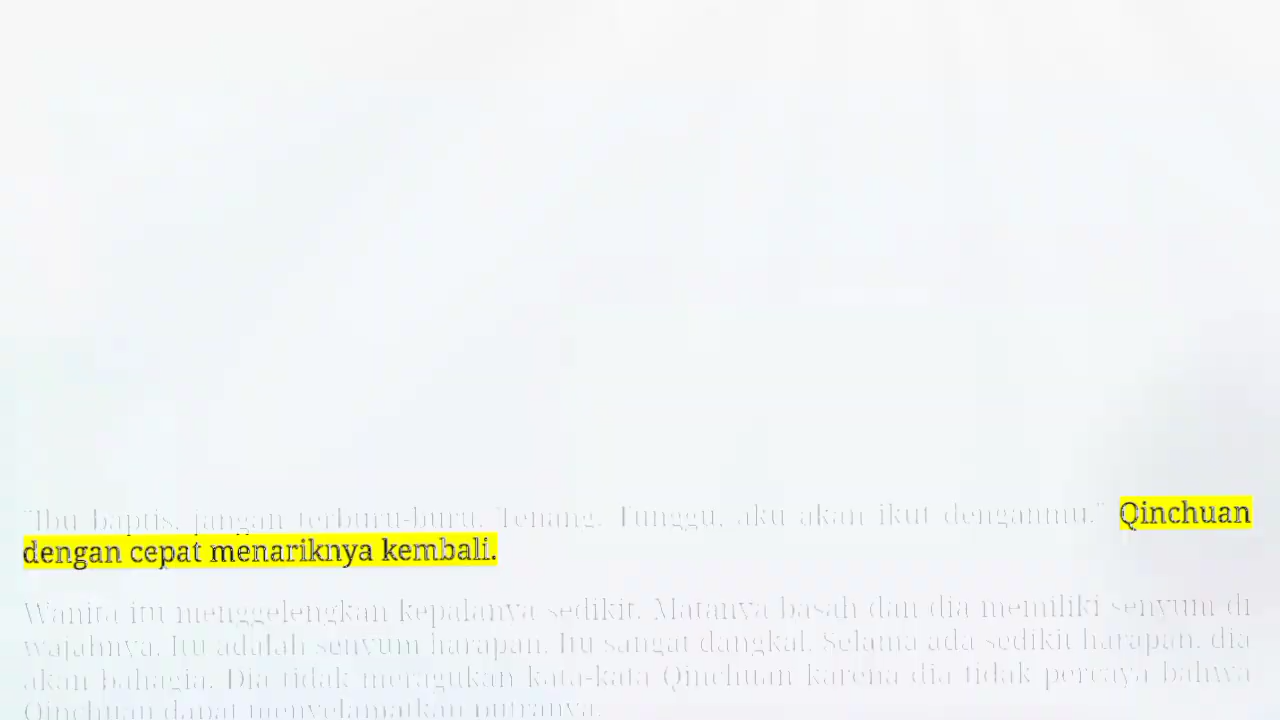 "Ibu baptis, jangan terburu-buru. Tenang. Tunggu, aku akan ikut denganmu." Qinchuan
dengan cepat menariknya kembali.
Wanita itu menggelengkan kepalanya sedikit. Matanya basah dan dia memiliki senyum di
wajahnya. Itu adalah senyum harapan. Itu sangat dangkal. Selama ada sedikit harapan, dia
akan bahagia. Dia tidak meragukan kata-kata Qinchuan karena dia tidak percaya bahwa
Qinchuan dapat menyelamatkan putranya.